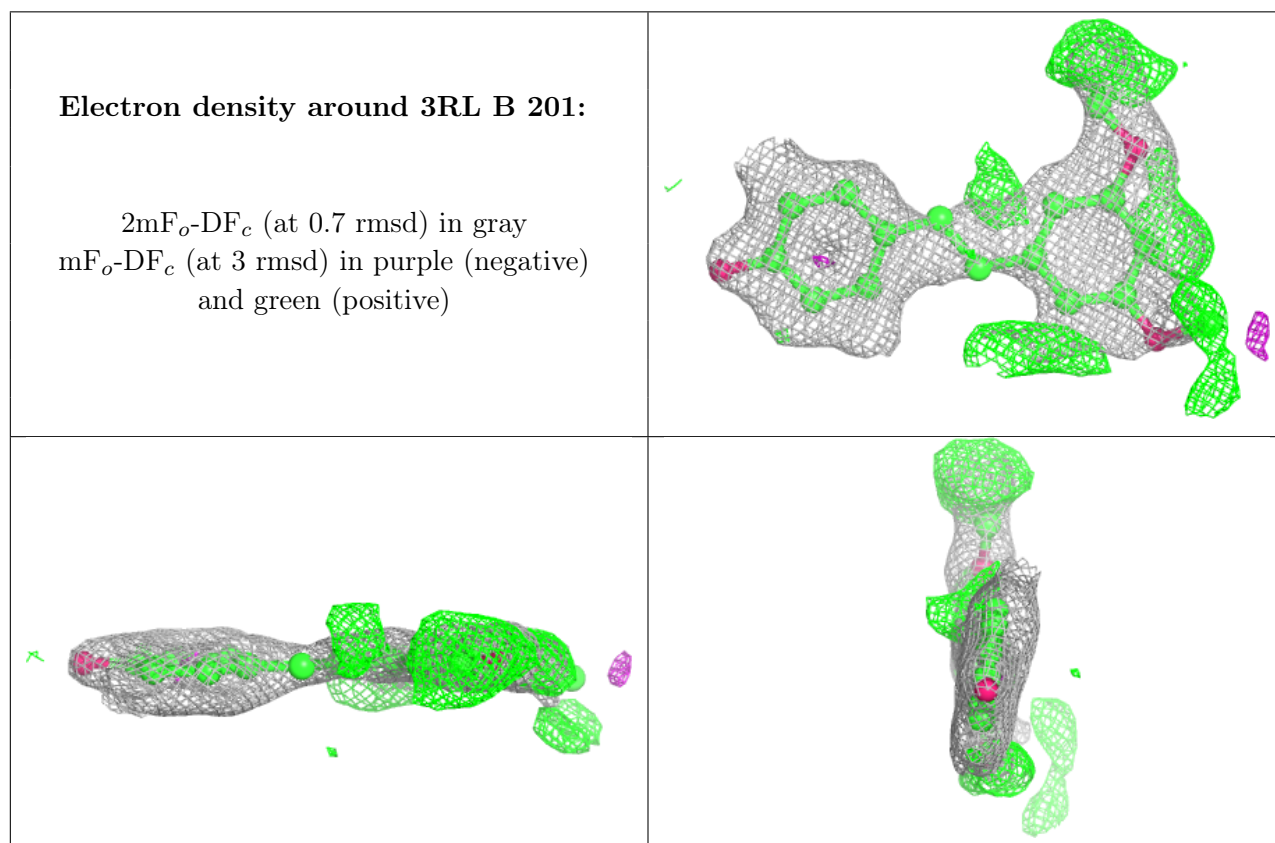 Electron density around 3RL B 201:
2mFo-DFc (at 0.7 rmsd) in gray
mFo-DFc (at 3 rmsd) in purple (negative)
and green (positive)